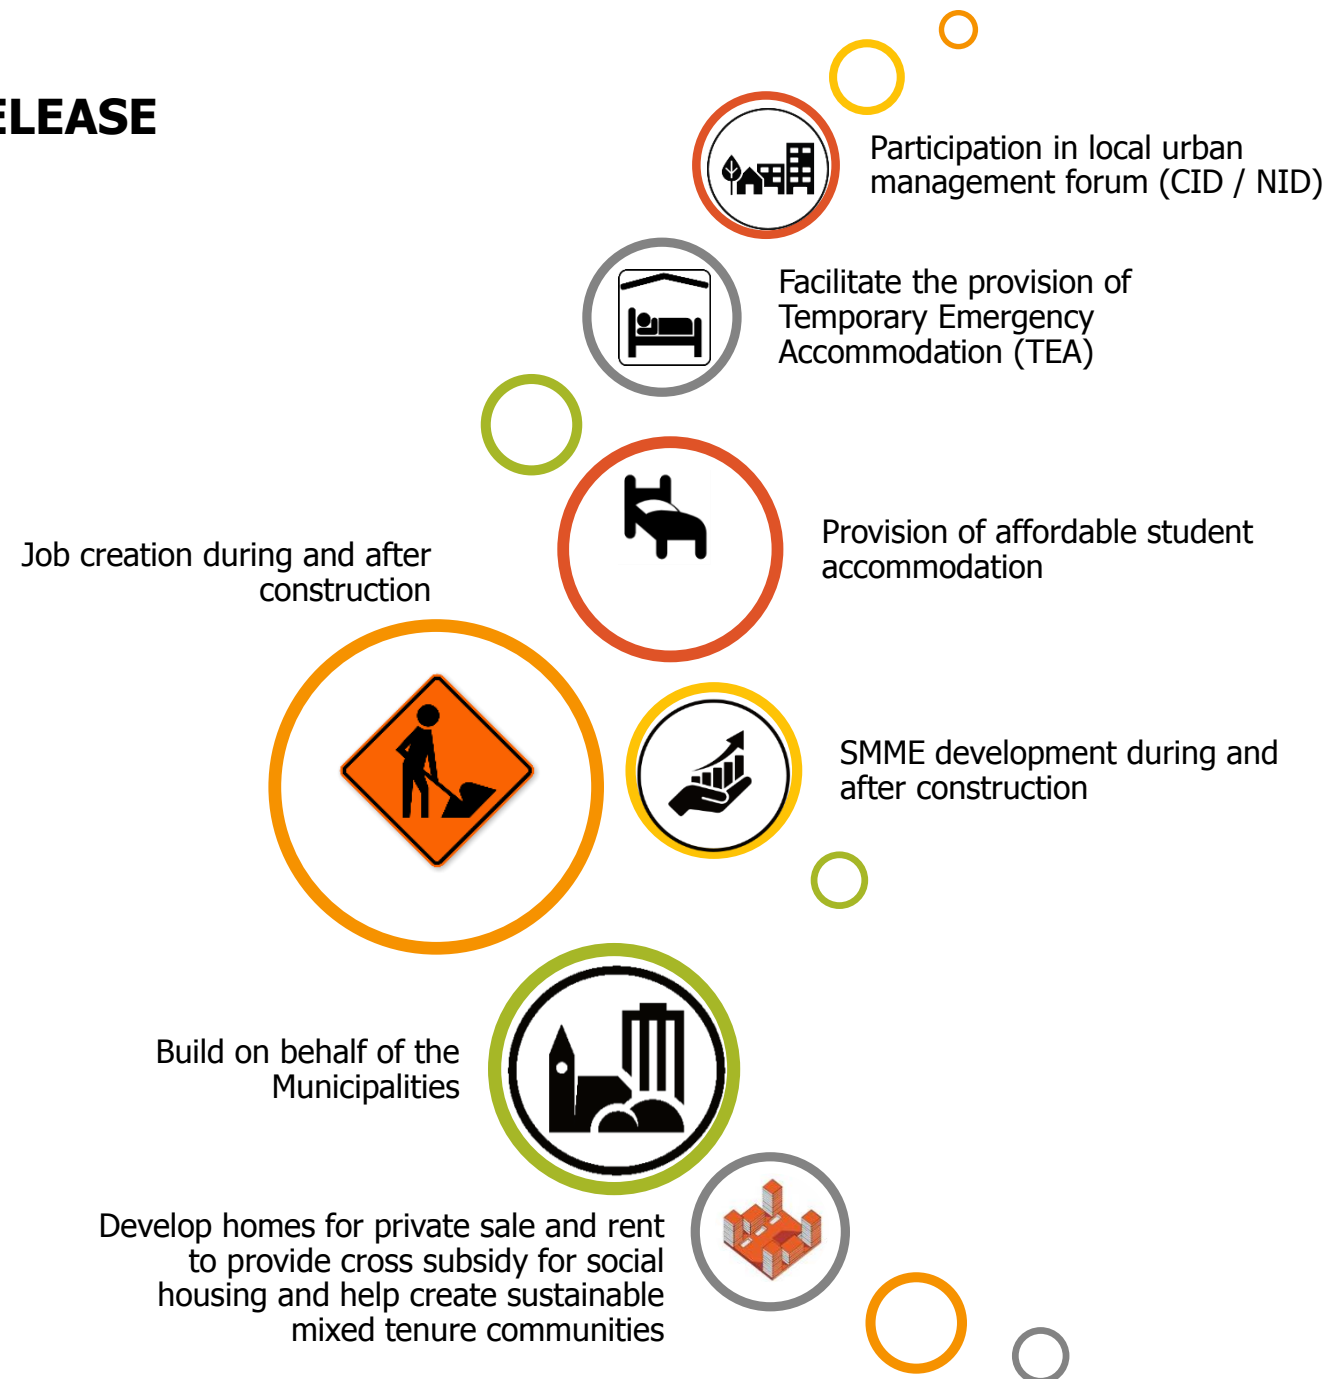 ELEASE
Participation in local urban
management forum (CID / NID)
Facilitate the provision of
Temporary Emergency
Accommodation (TEA)
Provision of affordable student
accommodation
Job creation during and after
construction
SMME development during and
after construction
Build on behalf of the
Municipalities
Develop homes for private sale and rent
to provide cross subsidy for social
housing and help create sustainable
mixed tenure communities